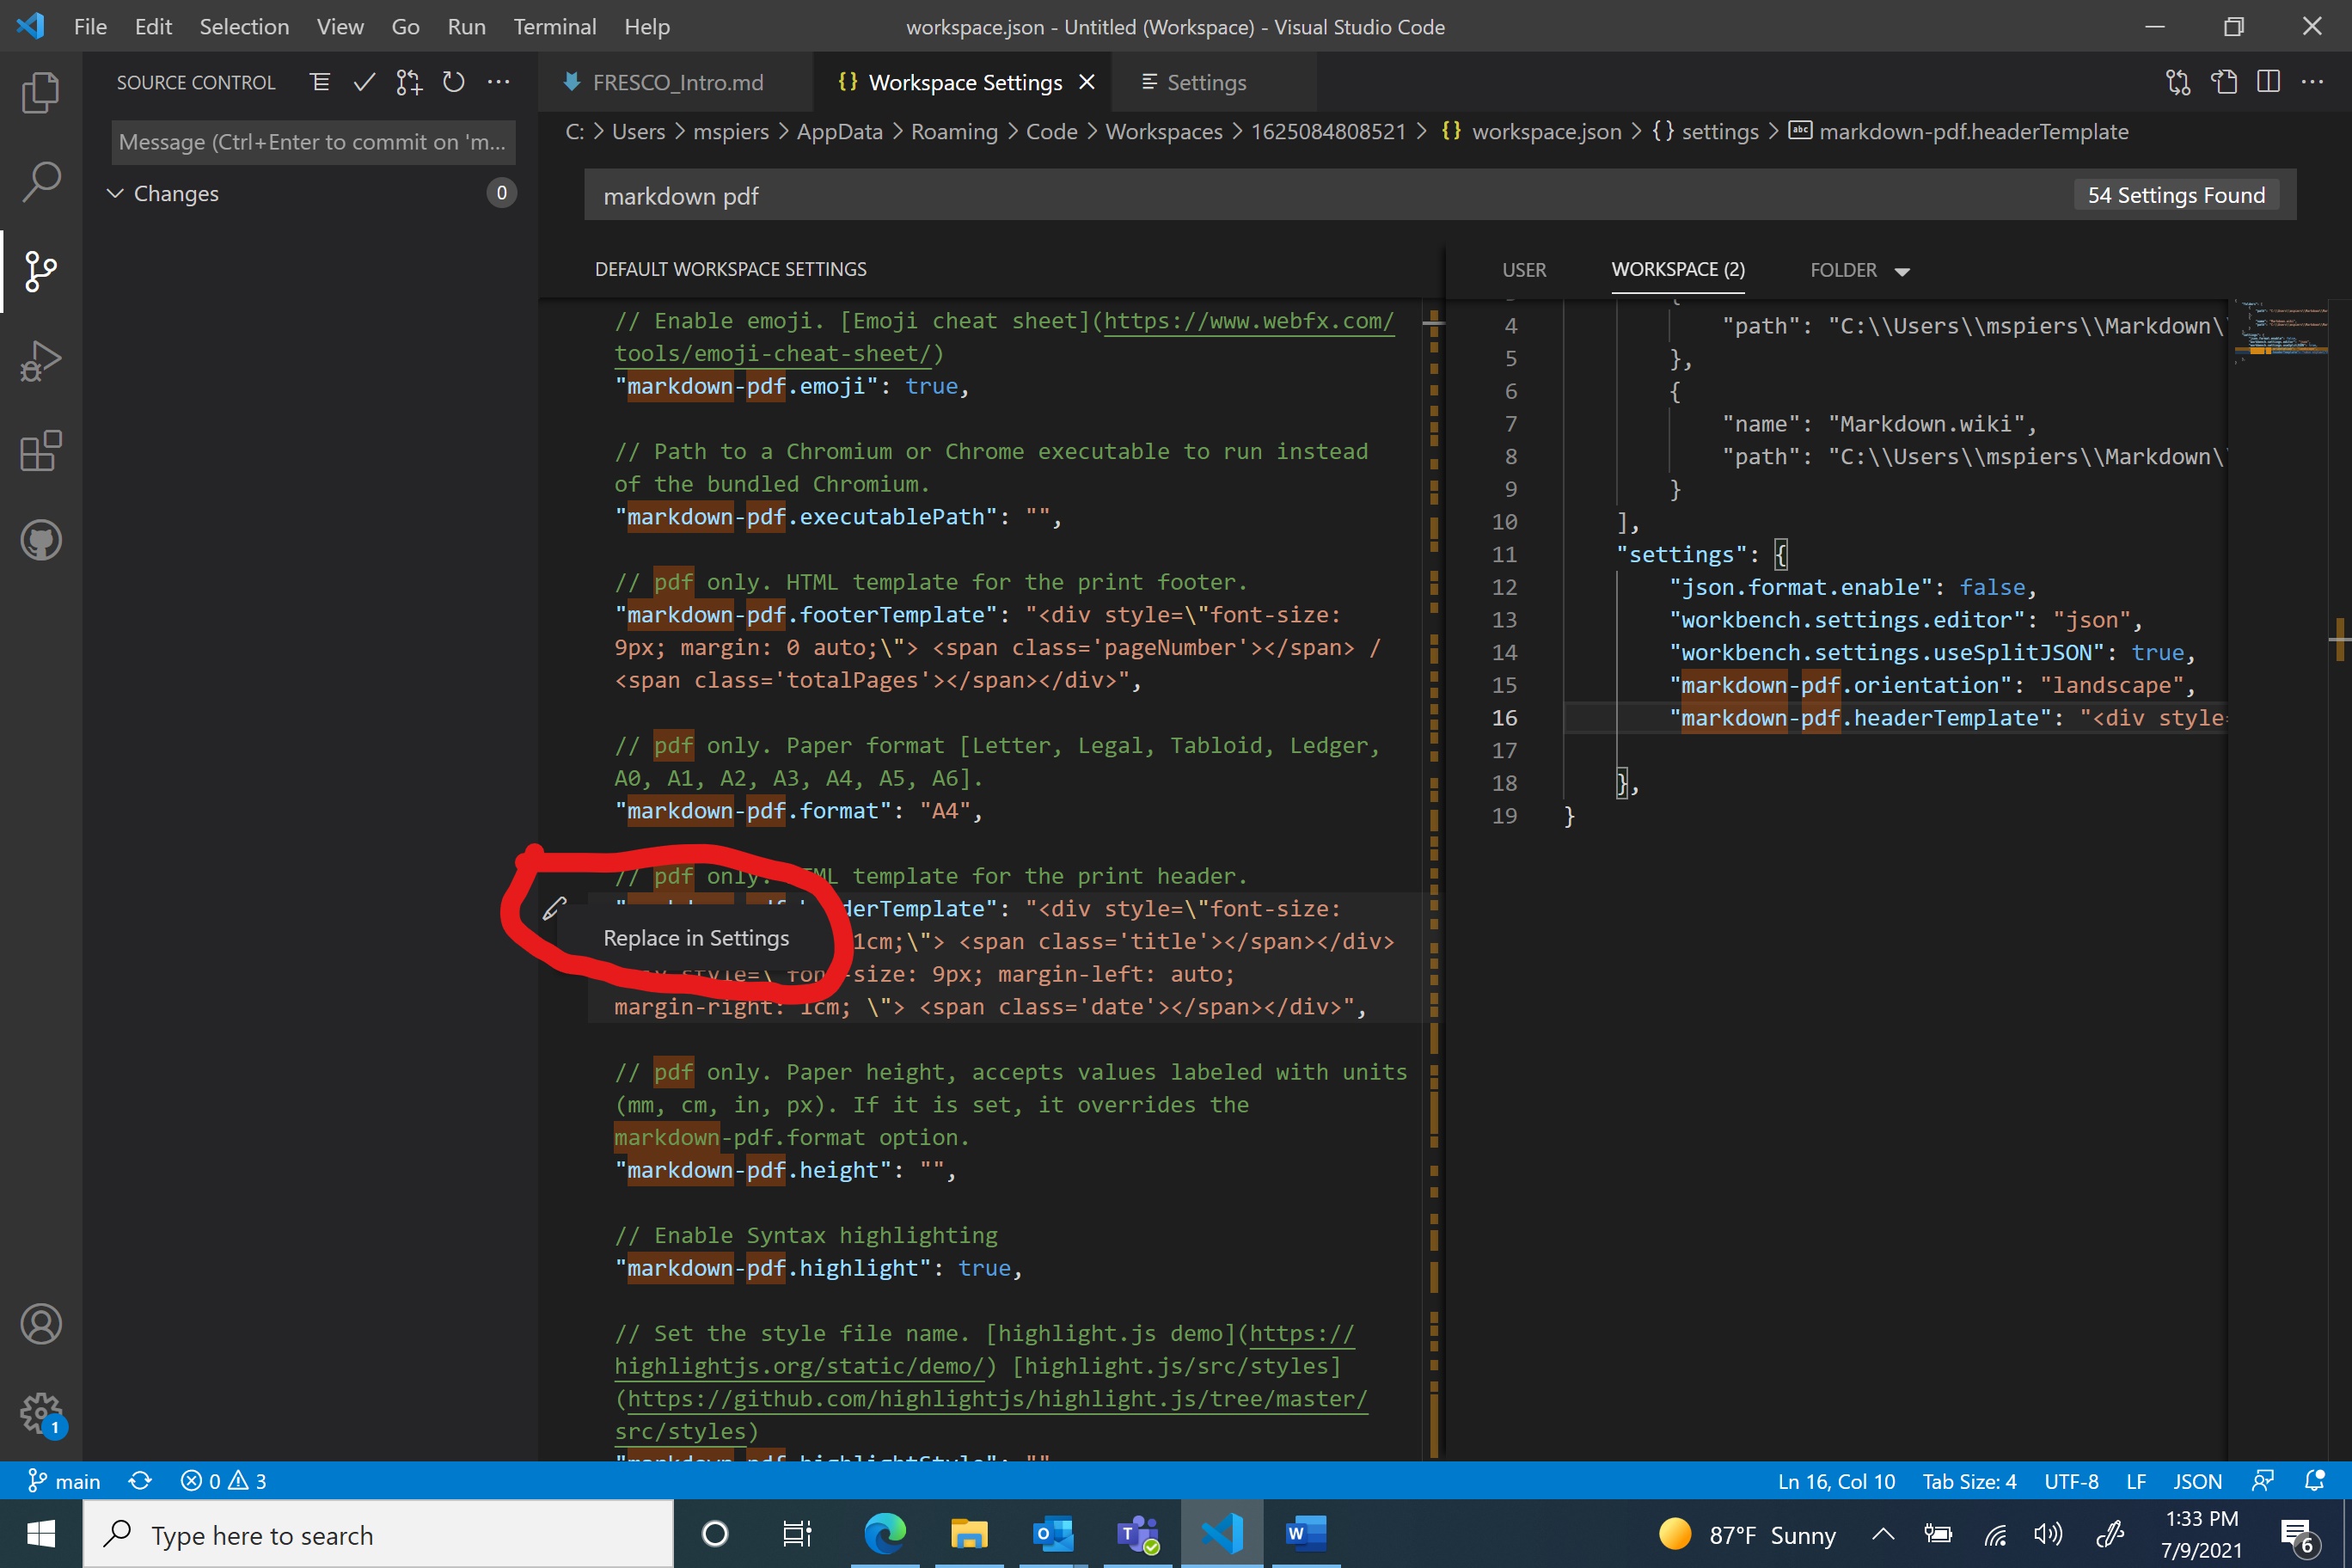 File Edit Selection View Go Run Terminal Help
workspace.json - Untitled (Workspace) - Visual Studio Code
SOURCE CONTROL
Message (Ctrl+Enter to commit on 'm...
Changes
0
FRESCO_Intro.md
{} Workspace Settings
Settings
C: > Users > mspiers > AppData > Roaming > Code > Workspaces > 1625084808521 > {} workspace.json > {} settings > abc markdown-pdf.headerTemplate
markdown pdf
54 Settings Found
DEFAULT WORKSPACE SETTINGS
// Enable emoji. [Emoji cheat sheet](https://www.webfx.com/
tools/emoji-cheat-sheet/)
"markdown-pdf.emoji": true,
// Path to a Chromium or Chrome executable to run instead
of the bundled Chromium.
"markdown-pdf.executablePath": "",
// pdf only. HTML template for the print footer.
"markdown-pdf.footerTemplate": "<div style=\"font-size:
9px; margin: 0 auto;\"> <span class='pageNumber'></span> /
<span class='totalPages'></span></div>",
// pdf only. Paper format [Letter, Legal, Tabloid, Ledger,
A0, A1, A2, A3, A4, A5, A6].
"markdown-pdf.format": "A4",
// pdf only. template for the print header.
derTemplate": "<div style=\"font-size:
Replace in Settings
1cm;\"> <span class='title'></span></div>
style=\ font-size: 9px; margin-left: auto;
margin-right: 1cm; \"> <span class='date'></span></div>",
// pdf only. Paper height, accepts values labeled with units
(mm, cm, in, px). If it is set, it overrides the
markdown-pdf.format option.
"markdown-pdf.height": "",
// Enable Syntax highlighting
"markdown-pdf.highlight": true,
// Set the style file name. [highlight.js demo](https://
highlightjs.org/static/demo/) [highlight.js/src/styles]
(https://github.com/highlightjs/highlight.js/tree/master/
src/styles)
USER WORKSPACE (2) FOLDER
4 "path": "C:\\Users\\mspiers\\Markdown\\
5 },
6 {
7 "name": "Markdown.wiki",
8 "path": "C:\\Users\\mspiers\\Markdown\\
9 }
10 ],
11 "settings": {
12 "json.format.enable": false,
13 "workbench.settings.editor": "json",
14 "workbench.settings.useSplitJSON": true,
15 "markdown-pdf.orientation": "landscape",
16 "markdown-pdf.headerTemplate": "<div style=
17
18 },
19 }
1
main 0 3
Ln 16, Col 10 Tab Size: 4 UTF-8 LF JSON
Type here to search
87°F Sunny
1:33 PM
7/9/2021
6